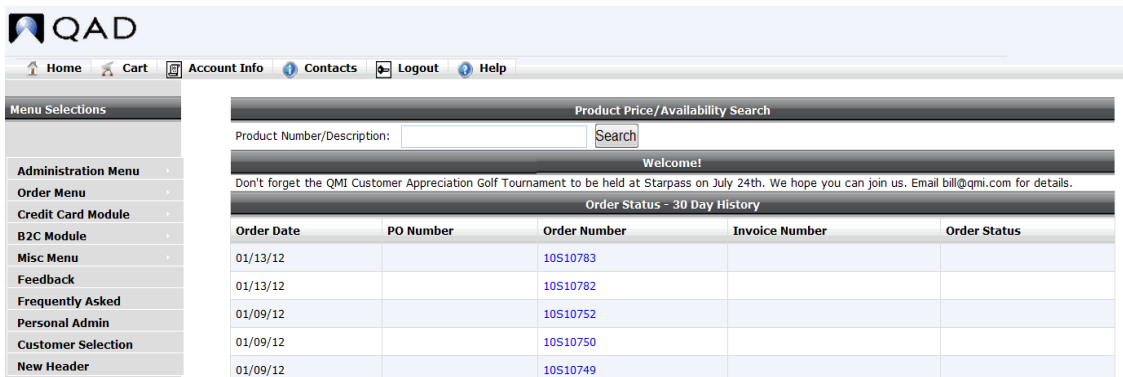 QAD
Home Cart Account Info Contacts Logout Help
Menu Selections
Administration Menu
Order Menu
Credit Card Module
B2C Module
Misc Menu
Feedback
Frequently Asked
Personal Admin
Customer Selection
New Header
Product Price/Availability Search
Product Number/Description: Search
Welcome!
Don't forget the QMI Customer Appreciation Golf Tournament to be held at Starpass on July 24th. We hope you can join us. Email bill@qmi.com for details.
Order Status - 30 Day History
Order Date PO Number Order Number Invoice Number Order Status
01/13/12 10S10783
01/13/12 10S10782
01/09/12 10S10752
01/09/12 10S10750
01/09/12 10S10749